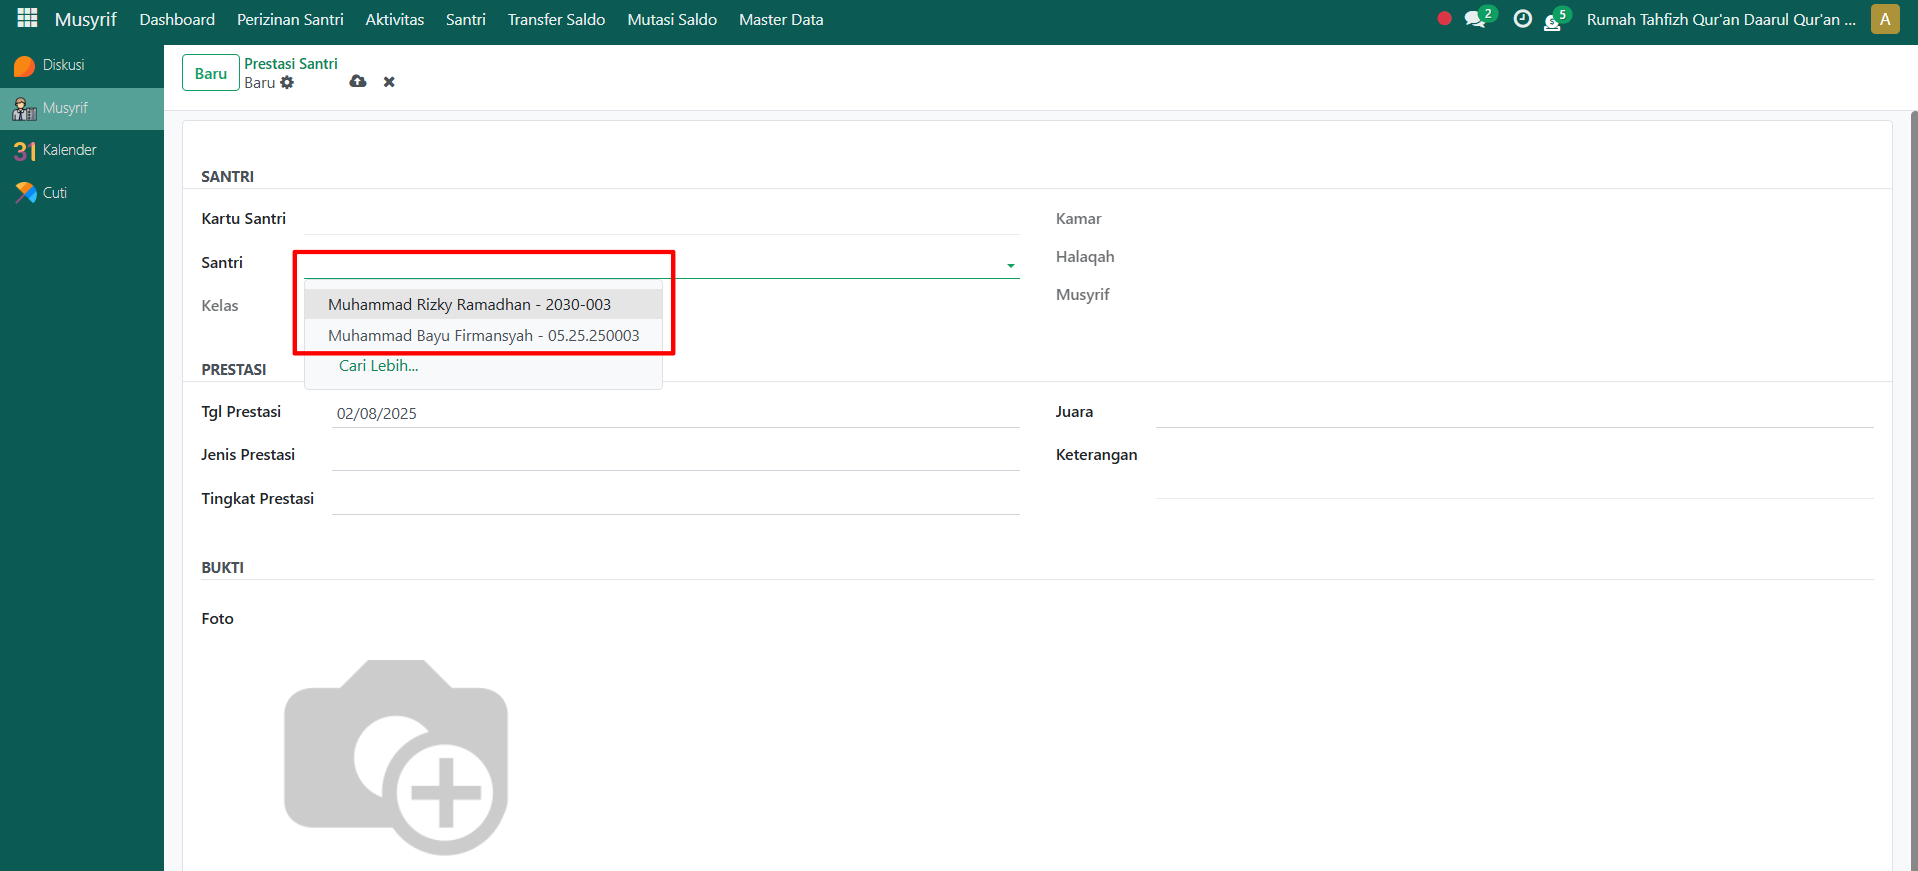 Musyrif Dashboard Perizinan Santri Aktivitas Santri Transfer Saldo Mutasi Saldo Master Data 2 5 Rumah Tahfizh Qur'an Daarul Qur'an ... A
Diskusi
Musyrif
31 Kalender
Cuti
Baru
Prestasi Santri
Baru
SANTRI
Kartu Santri
Kamar
Santri
Halaqah
Muhammad Rizky Ramadhan - 2030-003
Kelas
Musyrif
Muhammad Bayu Firmansyah - 05.25.250003
Cari Lebih...
PRESTASI
Tgl Prestasi 02/08/2025
Juara
Jenis Prestasi
Keterangan
Tingkat Prestasi
BUKTI
Foto